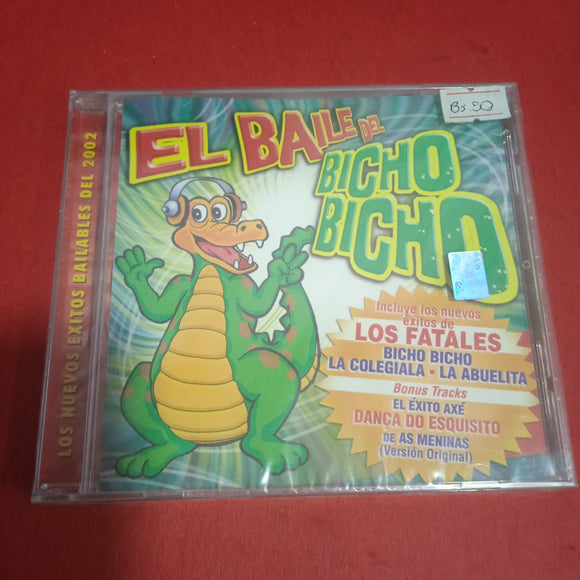 Bs.50
LOS NUEVOS EXITOS BAILABLES DEL 2002
EL BAILE DEL
BICHO
BICHO
Incluye los nuevos
éxitos de
LOS FATALES
BICHO BICHO
LA COLEGIALA · LA ABUELITA
Bonus Tracks
EL ÉXITO AXÉ
DANÇA DO ESQUISITO
DE AS MENINAS
(Versión Original)